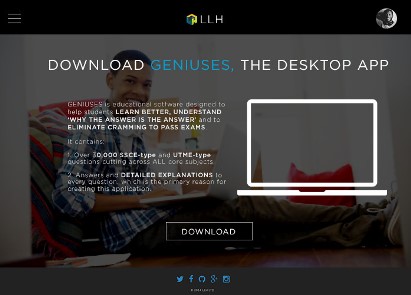 LLH
DOWNLOAD GENIUSES, THE DESKTOP APP
GENIUSES is educational software designed to
help students LEARN BETTER, UNDERSTAND
'WHY THE ANSWER IS THE ANSWER' and to
ELIMINATE CRAMMING TO PASS EXAMS.
It contains:
1. Over 30,000 SSCE-type and UTME-type
questions cutting across ALL core subjects.
2. Answers and DETAILED EXPLANATIONS to
every question, which is the primary reason for
creating this application.
DOWNLOAD